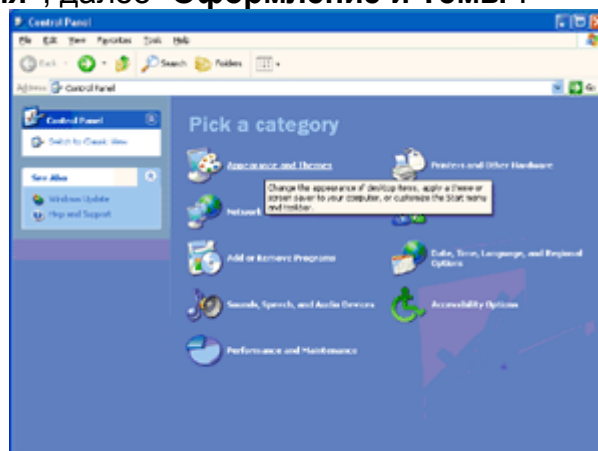 ия", далее "Оформление и темы".
Control Panel
File Edit View Favorites Tools Help
Back Search Folders
Address Control Panel Go
Control Panel
Switch to Classic View
See Also
Windows Update
Help and Support
Pick a category
Appearance and Themes
Printers and Other Hardware
Change the appearance of desktop items, apply a theme or
screen saver to your computer, or customize the Start menu
and taskbar.
Network
Add or Remove Programs
Date, Time, Language, and Regional
Options
Sounds, Speech, and Audio Devices
Accessibility Options
Performance and Maintenance